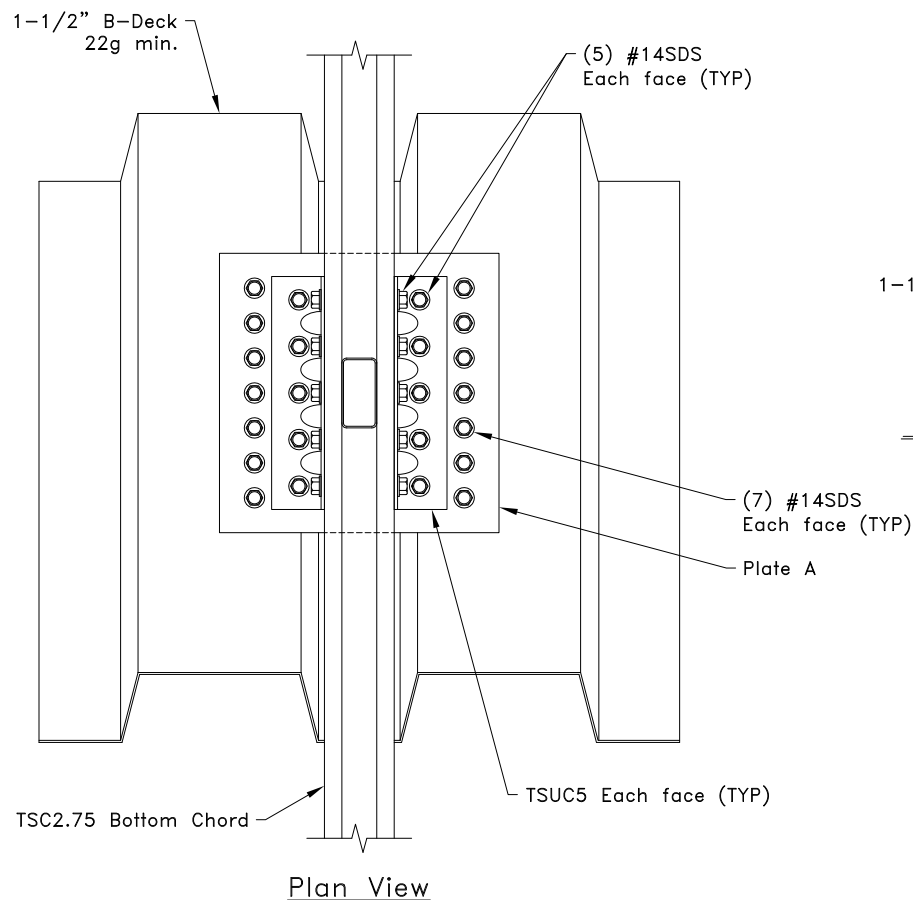 1-1/2” B-Deck
22g min.
(5) #14SDS
Each face (TYP)
1-1
(7) #14SDS
Each face (TYP)
Plate A
TSUC5 Each face (TYP)
TSC2.75 Bottom Chord
Plan View